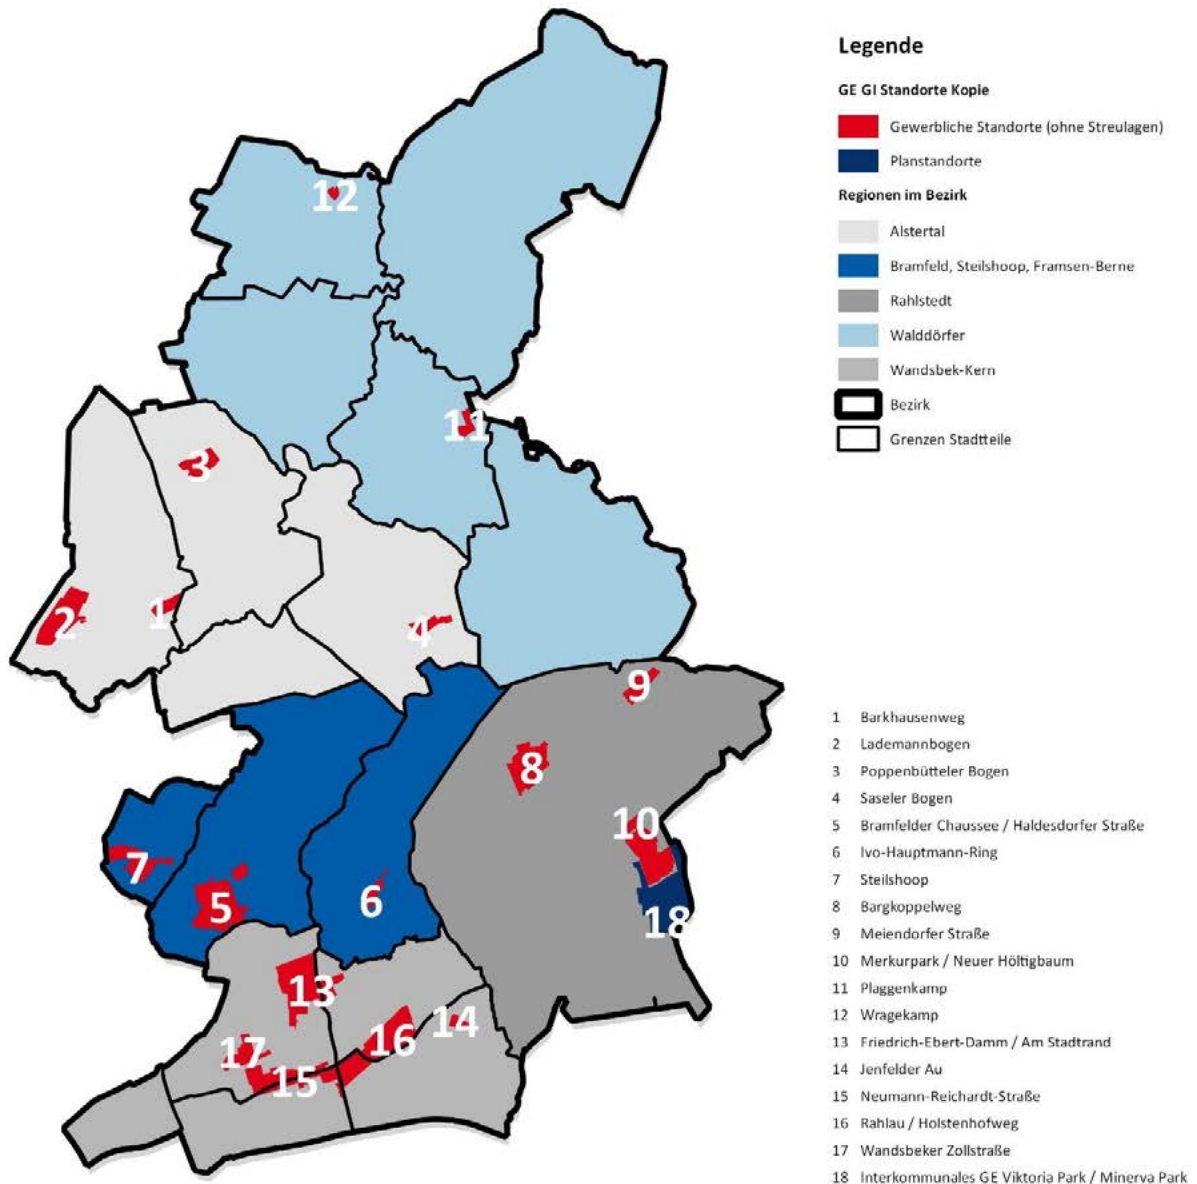 Legende
GE GI Standorte Kopie
Gewerbliche Standorte (ohne Streulagen)
Planstandorte
Regionen im Bezirk
Alstertal
Bramfeld, Steilshoop, Framsen-Berne
Rahlstedt
Walddörfer
Wandsbek-Kern
Bezirk
Grenzen Stadtteile
12
11
3
2
1
4
9
8
10
7
5
6
18
13
14
16
17
15
1 Barkhausenweg
2 Lademannbogen
3 Poppenbütteler Bogen
4 Saseler Bogen
5 Bramfelder Chaussee / Haldesdorfer Straße
6 Ivo-Hauptmann-Ring
7 Steilshoop
8 Bargkoppelweg
9 Meiendorfer Straße
10 Merkurpark / Neuer Höltigbaum
11 Plaggenkamp
12 Wragekamp
13 Friedrich-Ebert-Damm / Am Stadtrand
14 Jenfelder Au
15 Neumann-Reichardt-Straße
16 Rahlau / Holstenhofweg
17 Wandsbeker Zollstraße
18 Interkommunales GE Viktoria Park / Minerva Park